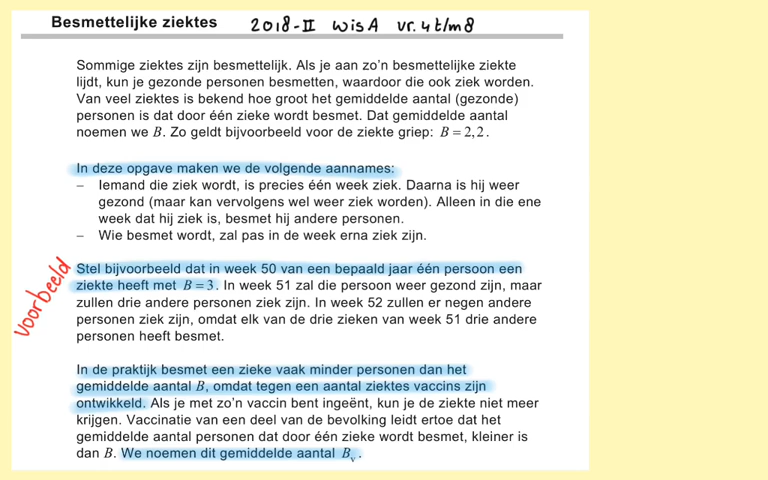 Besmettelijke ziektes 2018-II wisA vr. 4 t/m 8
Sommige ziektes zijn besmettelijk. Als je aan zo'n besmettelijke ziekte
lijdt, kun je gezonde personen besmetten, waardoor die ook ziek worden.
Van veel ziektes is bekend hoe groot het gemiddelde aantal (gezonde)
personen is dat door één zieke wordt besmet. Dat gemiddelde aantal
noemen we B. Zo geldt bijvoorbeeld voor de ziekte griep: B = 2,2.
In deze opgave maken we de volgende aannames:
– Iemand die ziek wordt, is precies één week ziek. Daarna is hij weer
gezond (maar kan vervolgens wel weer ziek worden). Alleen in die ene
week dat hij ziek is, besmet hij andere personen.
– Wie besmet wordt, zal pas in de week erna ziek zijn.
voorbeeld
Stel bijvoorbeeld dat in week 50 van een bepaald jaar één persoon een
ziekte heeft met B = 3. In week 51 zal die persoon weer gezond zijn, maar
zullen drie andere personen ziek zijn. In week 52 zullen er negen andere
personen ziek zijn, omdat elk van de drie zieken van week 51 drie andere
personen heeft besmet.
In de praktijk besmet een zieke vaak minder personen dan het
gemiddelde aantal B, omdat tegen een aantal ziektes vaccins zijn
ontwikkeld. Als je met zo'n vaccin bent ingeënt, kun je de ziekte niet meer
krijgen. Vaccinatie van een deel van de bevolking leidt ertoe dat het
gemiddelde aantal personen dat door één zieke wordt besmet, kleiner is
dan B. We noemen dit gemiddelde aantal Bv.